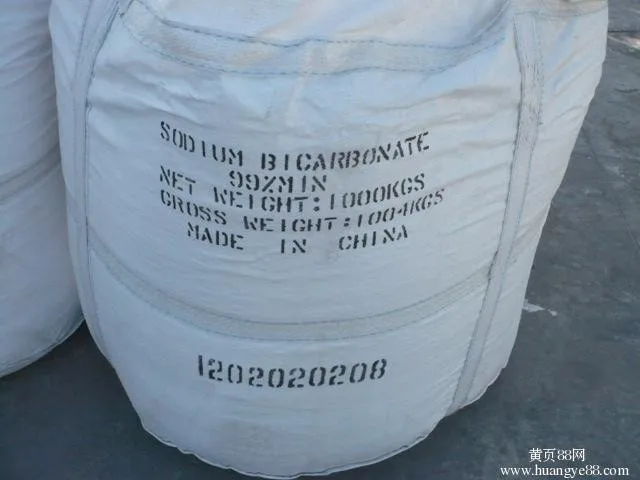 SODIUM BICARBONATE
99%MIN
NET WEIGHT:1000KGS
GROSS WEIGHT:1004KGS
MADE IN CHINA
1202020208
黄页88网
www.huangye88.com